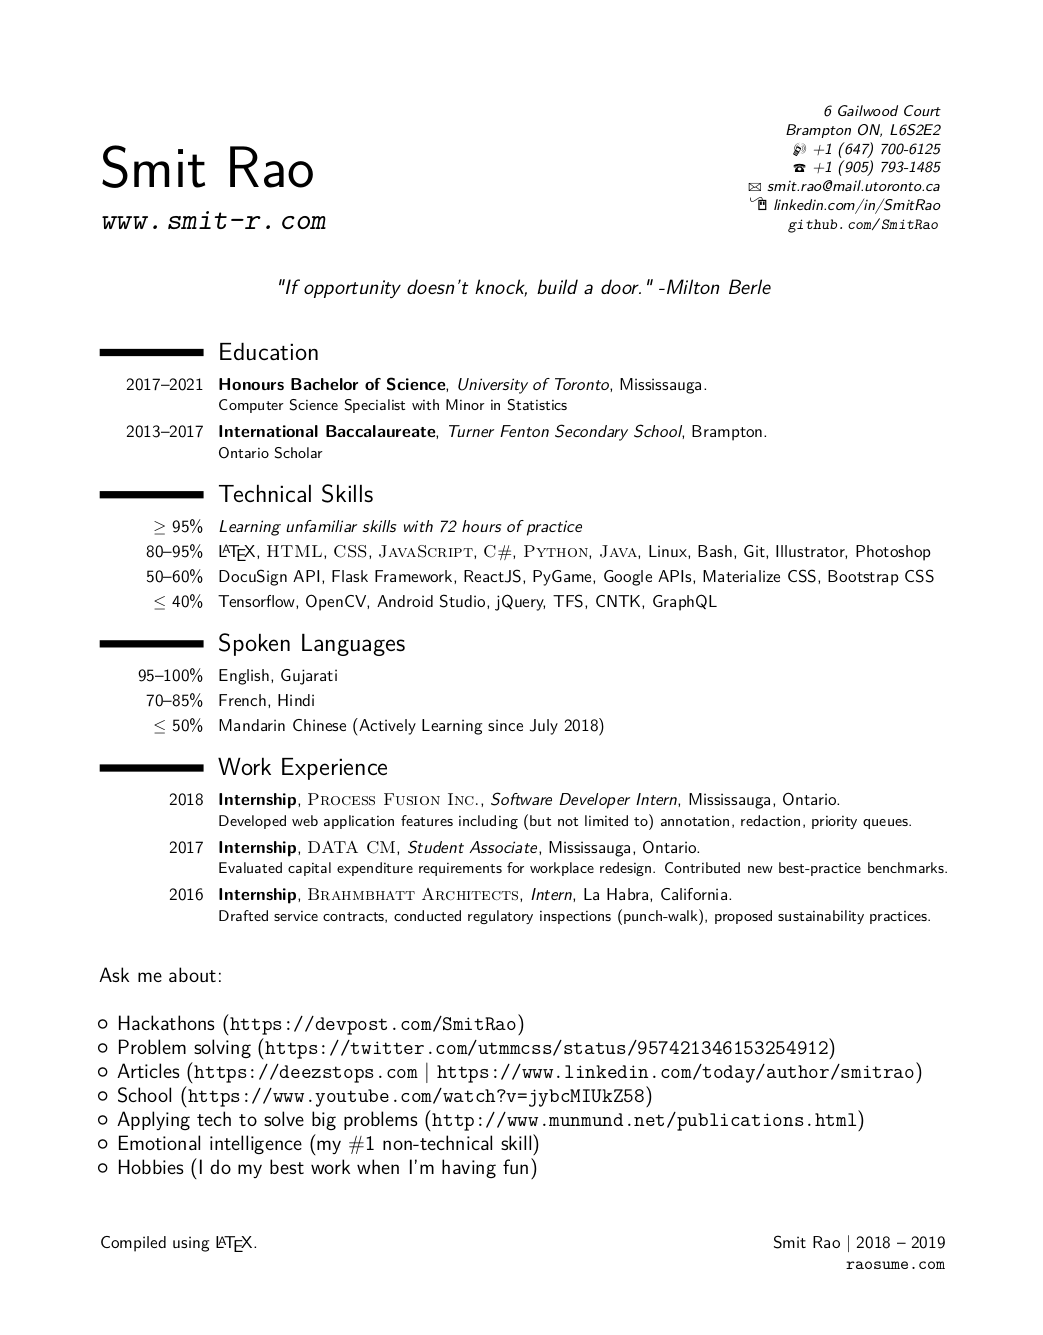 Smit Rao
www.smit-r.com
6 Gailwood Court
Brampton ON, L6S2E2
+1 (647) 700-6125
+1 (905) 793-1485
smit.rao@mail.utoronto.ca
linkedin.com/in/SmitRao
github.com/SmitRao
"If opportunity doesn't knock, build a door." -Milton Berle
Education
2017–2021 Honours Bachelor of Science, University of Toronto, Mississauga.
Computer Science Specialist with Minor in Statistics
2013–2017 International Baccalaureate, Turner Fenton Secondary School, Brampton.
Ontario Scholar
Technical Skills
≥ 95% Learning unfamiliar skills with 72 hours of practice
80–95% LATEX, HTML, CSS, JavaScript, C#, Python, Java, Linux, Bash, Git, Illustrator, Photoshop
50–60% DocuSign API, Flask Framework, ReactJS, PyGame, Google APIs, Materialize CSS, Bootstrap CSS
≤ 40% Tensorflow, OpenCV, Android Studio, jQuery, TFS, CNTK, GraphQL
Spoken Languages
95–100% English, Gujarati
70–85% French, Hindi
≤ 50% Mandarin Chinese (Actively Learning since July 2018)
Work Experience
2018 Internship, Process Fusion Inc., Software Developer Intern, Mississauga, Ontario.
Developed web application features including (but not limited to) annotation, redaction, priority queues.
2017 Internship, DATA CM, Student Associate, Mississauga, Ontario.
Evaluated capital expenditure requirements for workplace redesign. Contributed new best-practice benchmarks.
2016 Internship, Brahmbhatt Architects, Intern, La Habra, California.
Drafted service contracts, conducted regulatory inspections (punch-walk), proposed sustainability practices.
Ask me about:
○ Hackathons (https://devpost.com/SmitRao)
○ Problem solving (https://twitter.com/utmmcss/status/957421346153254912)
○ Articles (https://deezstops.com | https://www.linkedin.com/today/author/smitrao)
○ School (https://www.youtube.com/watch?v=jybcMIUkZ58)
○ Applying tech to solve big problems (http://www.munmund.net/publications.html)
○ Emotional intelligence (my #1 non-technical skill)
○ Hobbies (I do my best work when I'm having fun)
Compiled using LATEX.
Smit Rao | 2018 – 2019
raosume.com